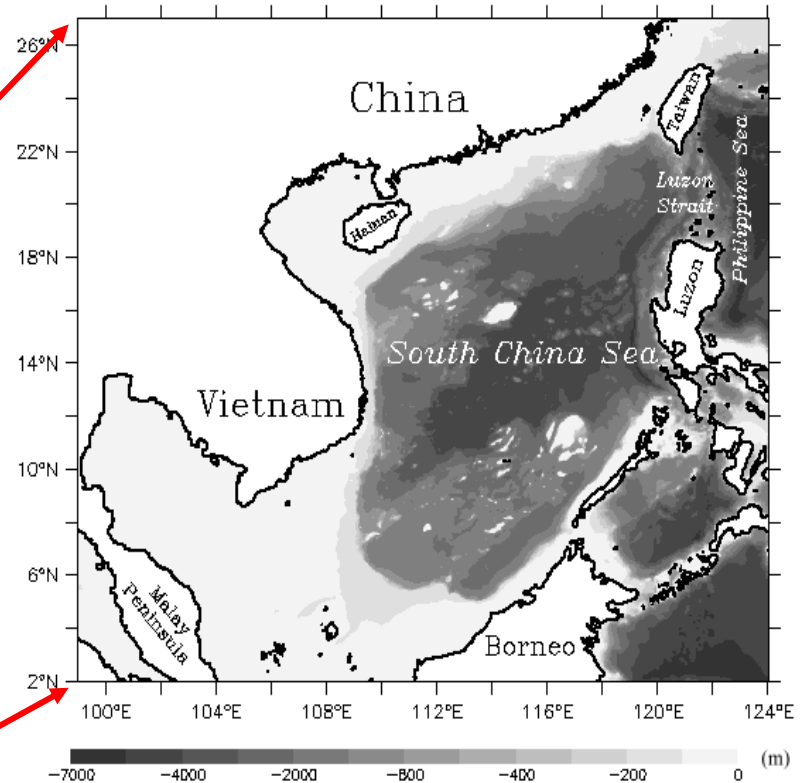 26°N
22°N
18°N
14°N
10°N
6°N
2°N
China
Taiwan
Philippine Sea
Luzon
Strait
Hainan
Luzon
South China Sea
Vietnam
Malay
Peninsula
Borneo
100°E 104°E 108°E 112°E 116°E 120°E 124°E
(m)
-7000 -4000 -2000 -800 -400 -200 0